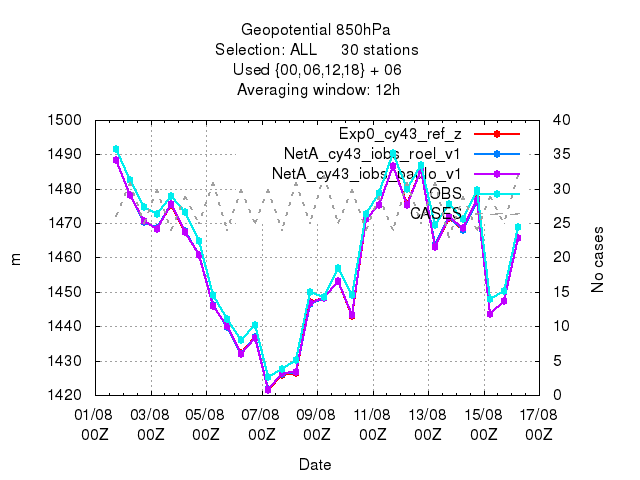 Geopotential 850hPa
Selection: ALL 30 stations
Used {00,06,12,18} + 06
Averaging window: 12h
1500 40
Exp0_cy43_ref_z
1490 NetA_cy43_iobs_roel_v1 35
NetA_cy43_iobs_paolo_v1
1480 OBS 30
CASES
1470 25
1460 20
m
No cases
1450 15
1440 10
1430 5
1420 0
01/08 03/08 05/08 07/08 09/08 11/08 13/08 15/08 17/08
00Z 00Z 00Z 00Z 00Z 00Z 00Z 00Z 00Z
Date